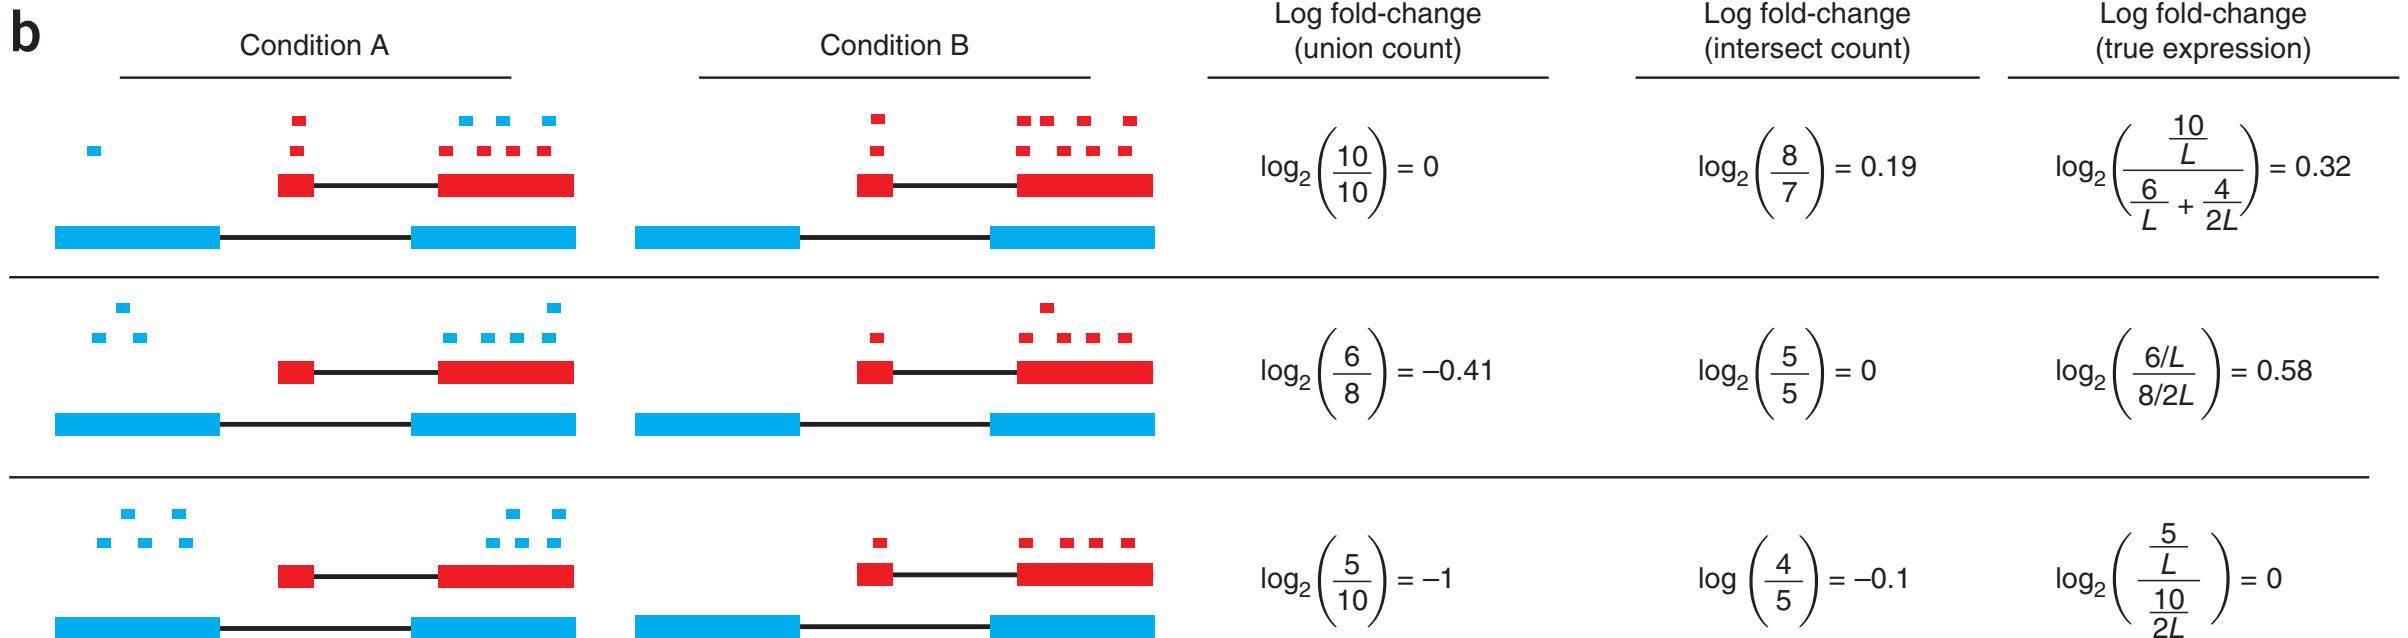 b
Condition A
Condition B
Log fold-change
(union count)
Log fold-change
(intersect count)
Log fold-change
(true expression)
log2(10/10) = 0
log2(8/7) = 0.19
log2((10/L)/(6/L + 4/2L)) = 0.32
log2(6/8) = –0.41
log2(5/5) = 0
log2((6/L)/(8/2L)) = 0.58
log2(5/10) = –1
log (4/5) = –0.1
log2((5/L)/(10/2L)) = 0